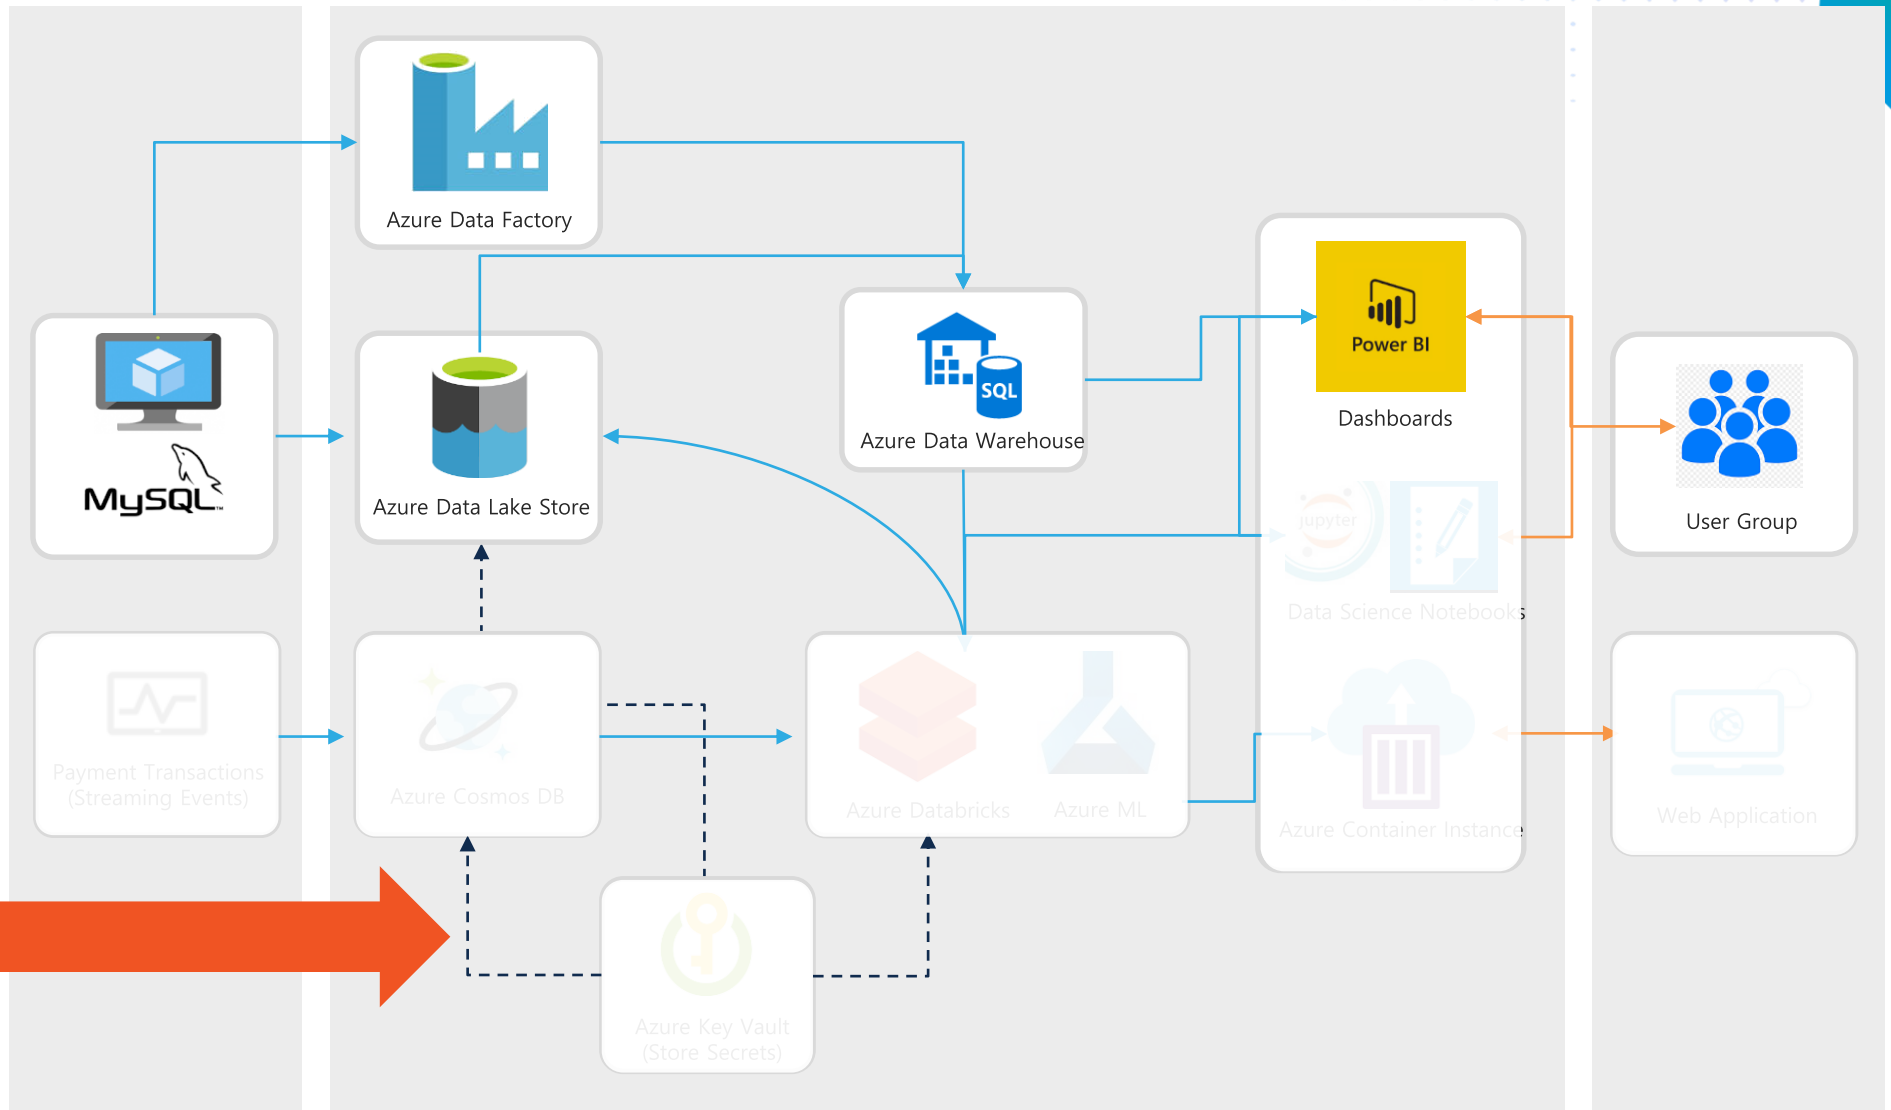 Azure Data Factory
MySQL™
Azure Data Lake Store
SQL
Azure Data Warehouse
Power BI
Dashboards
User Group
jupyter
Data Science Notebooks
Payment Transactions
(Streaming Events)
Azure Cosmos DB
Azure Databricks
Azure ML
Azure Container Instance
Web Application
Azure Key Vault
(Store Secrets)